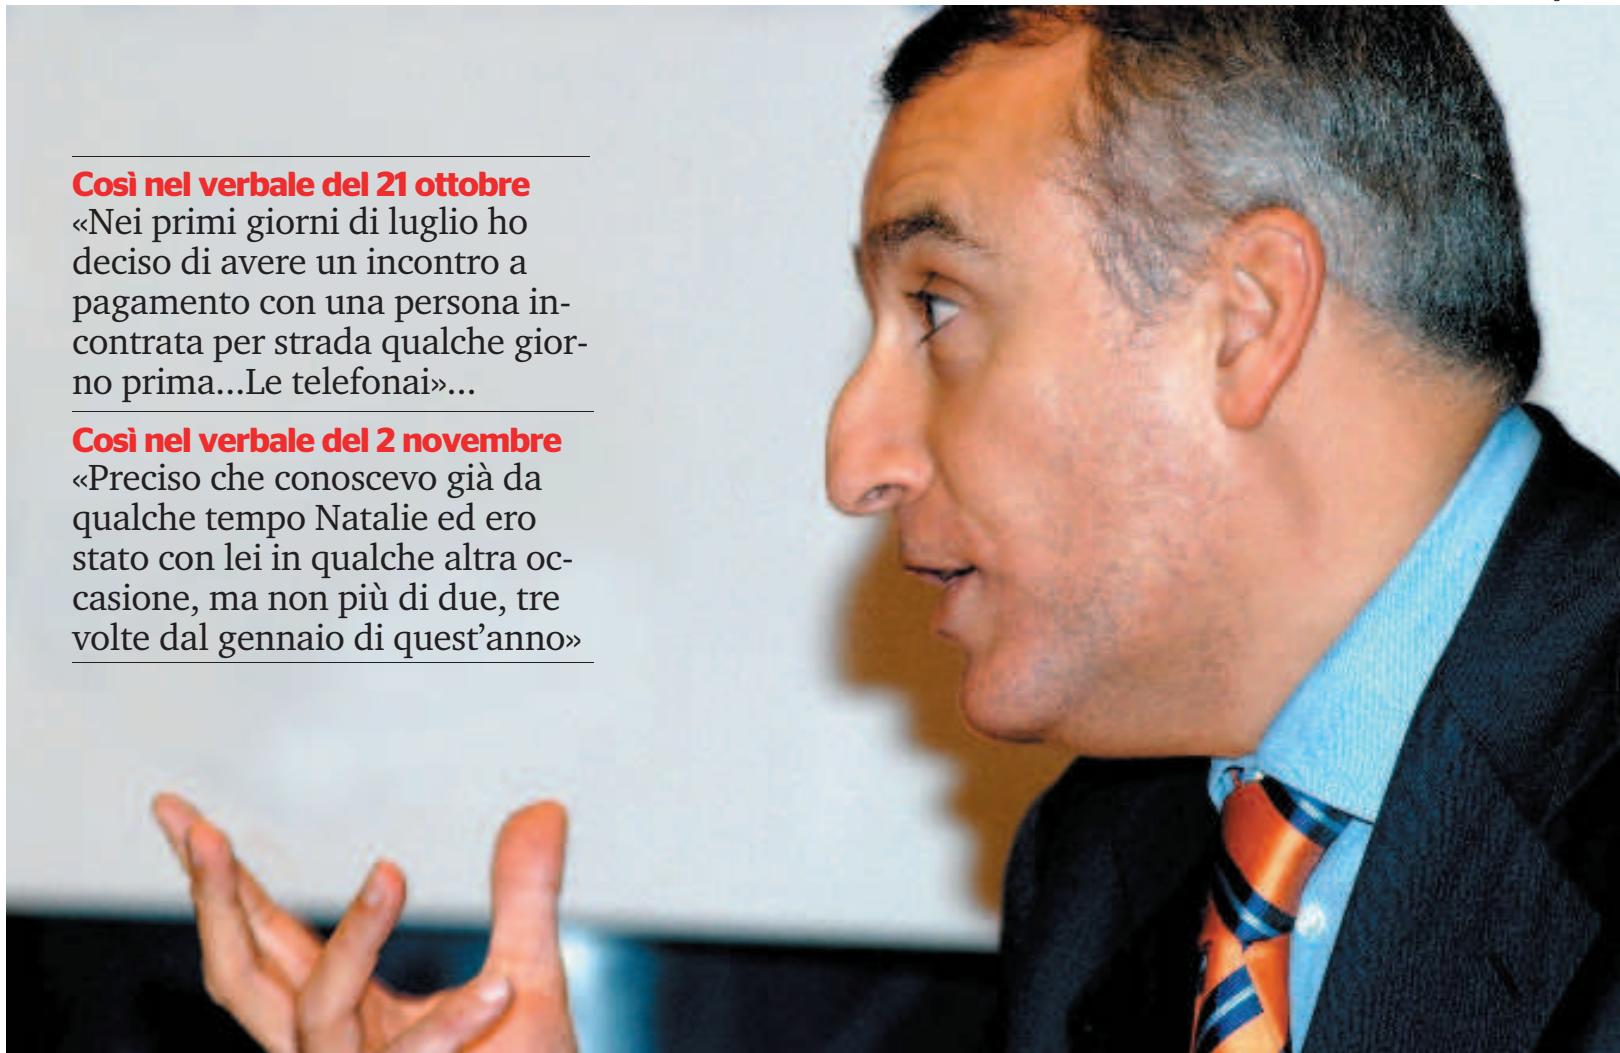 Così nel verbale del 21 ottobre
«Nei primi giorni di luglio ho
deciso di avere un incontro a
pagamento con una persona in-
contrata per strada qualche gior-
no prima...Le telefonai»...
Così nel verbale del 2 novembre
«Preciso che conoscevo già da
qualche tempo Natalie ed ero
stato con lei in qualche altra oc-
casione, ma non più di due, tre
volte dal gennaio di quest’anno»